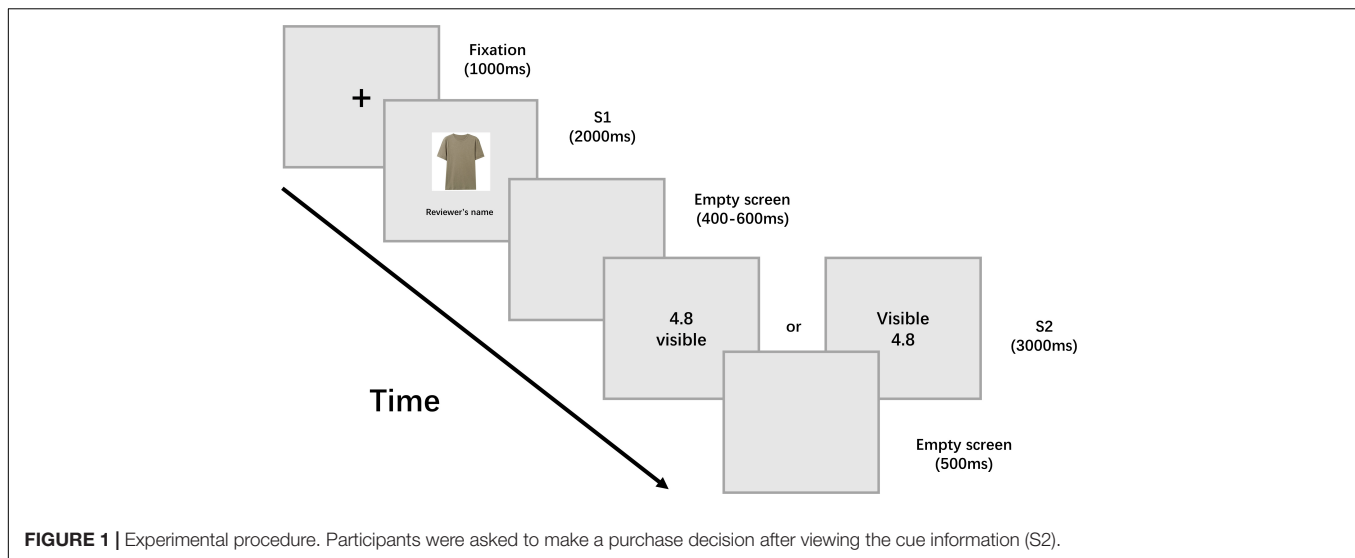 Fixation
(1000ms)
+
S1
(2000ms)
Reviewer's name
Empty screen
(400-600ms)
4.8
visible
or
Visible
4.8
S2
(3000ms)
Time
Empty screen
(500ms)
FIGURE 1 | Experimental procedure. Participants were asked to make a purchase decision after viewing the cue information (S2).